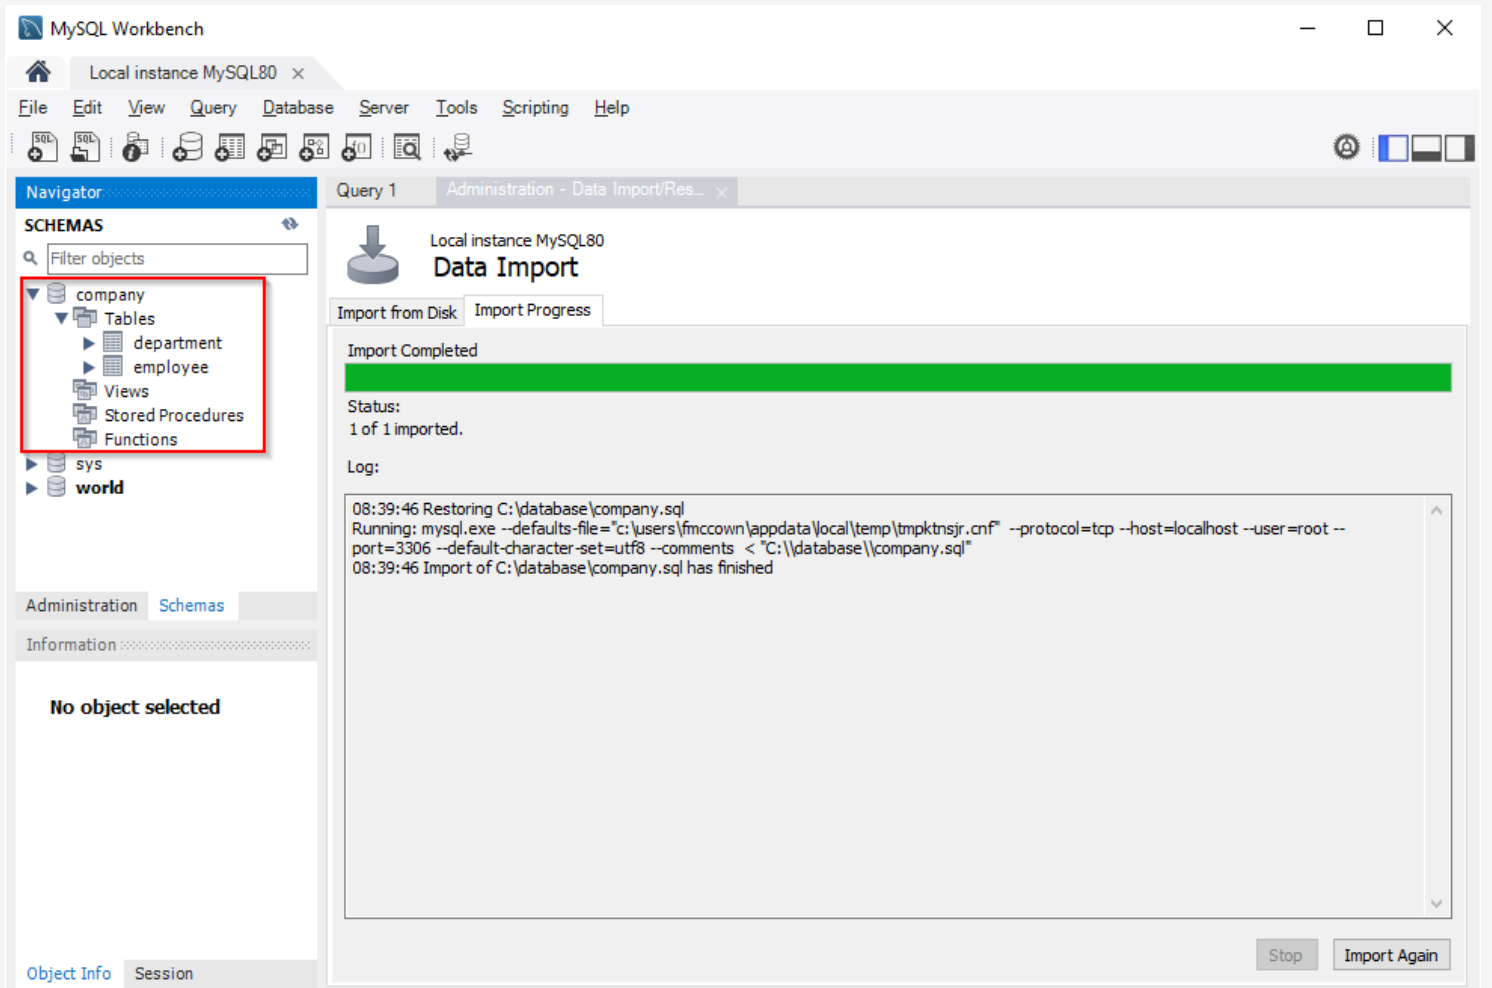 MySQL Workbench
Local instance MySQL80
File Edit View Query Database Server Tools Scripting Help
SQL SQL
Navigator
SCHEMAS
Filter objects
company
Tables
department
employee
Views
Stored Procedures
Functions
sys
world
Administration Schemas
Information
No object selected
Object Info Session
Query 1 Administration - Data Import/Res...
Local instance MySQL80
Data Import
Import from Disk Import Progress
Import Completed
Status:
1 of 1 imported.
Log:
08:39:46 Restoring C:\database\company.sql
Running: mysql.exe --defaults-file="c:\users\fmccown\appdata\local\temp\tmpktnsjr.cnf"  --protocol=tcp --host=localhost --user=root --
port=3306 --default-character-set=utf8 --comments  < "C:\\database\\company.sql"
08:39:46 Import of C:\database\company.sql has finished
Stop Import Again